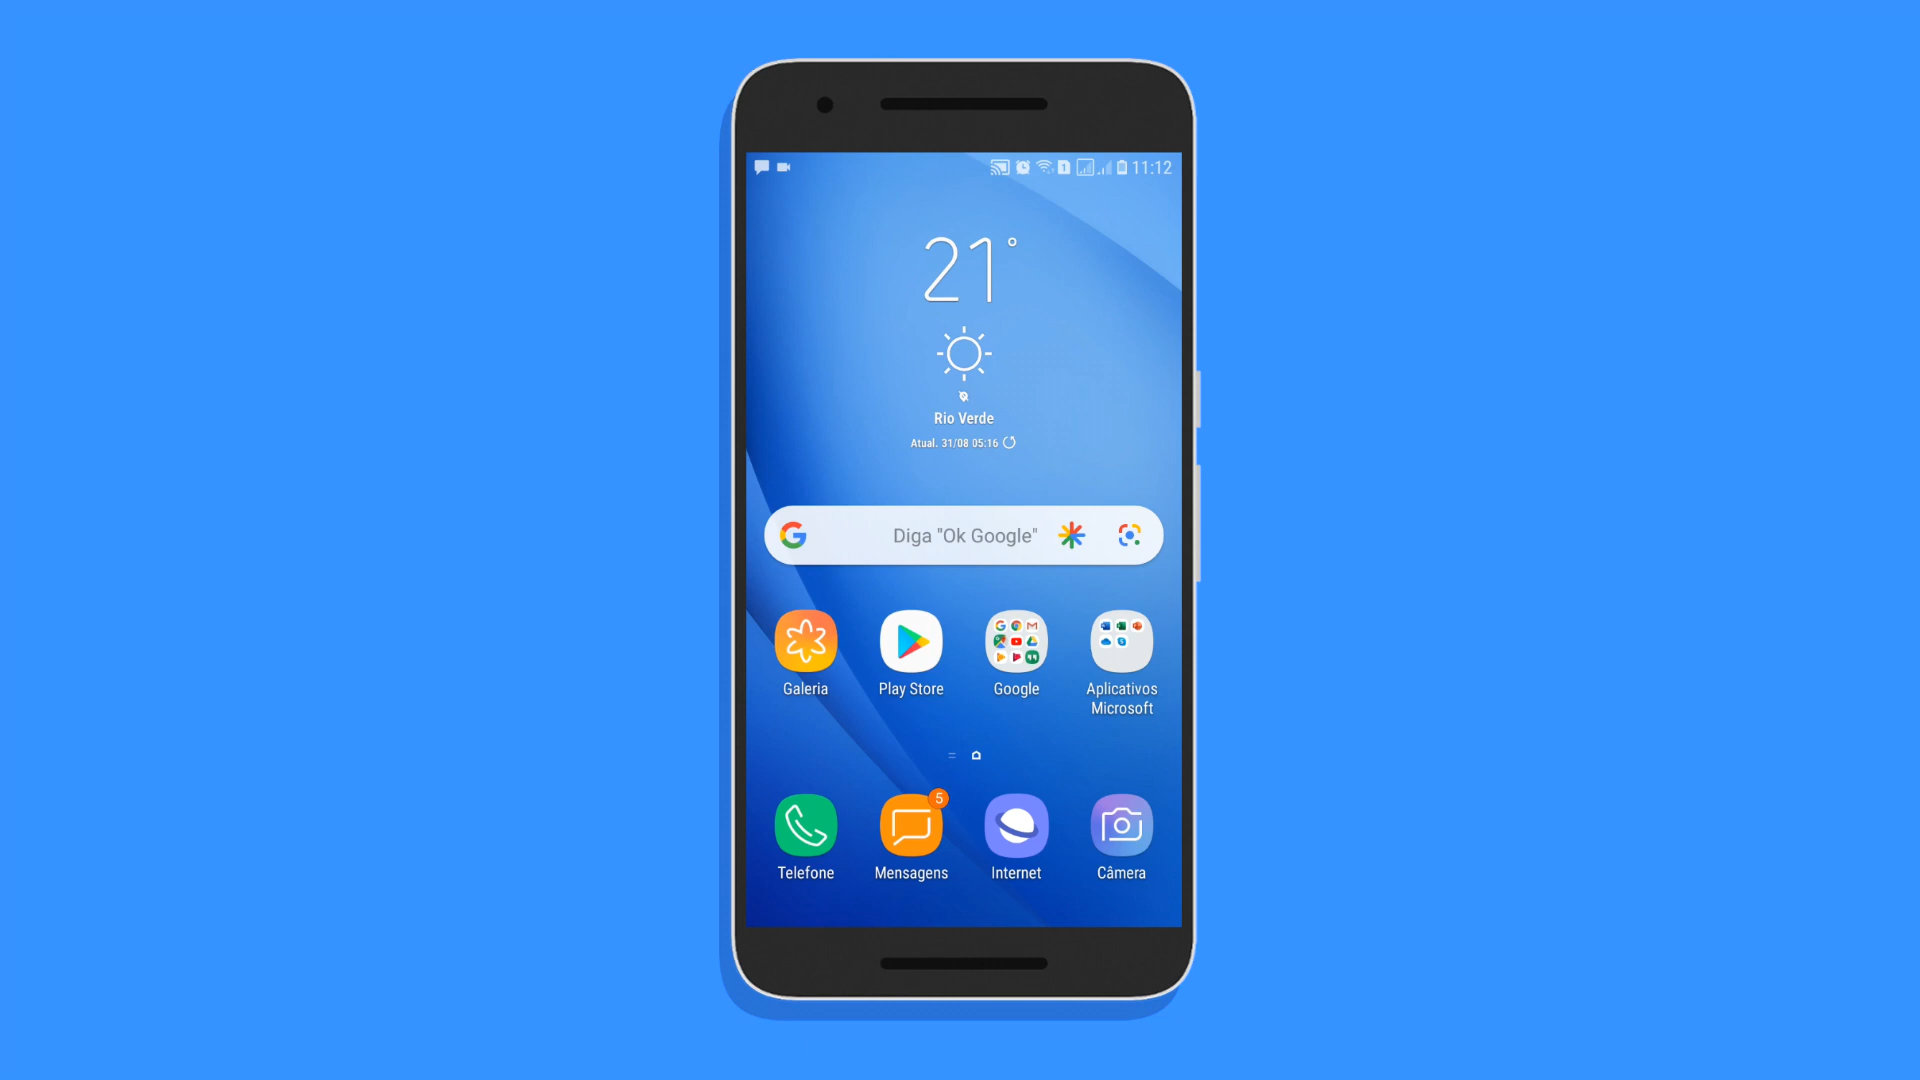 11:12
21°
Rio Verde
Atual. 31/08 05:16
Diga "Ok Google"
Galeria
Play Store
Google
Aplicativos
Microsoft
5
Telefone
Mensagens
Internet
Câmera